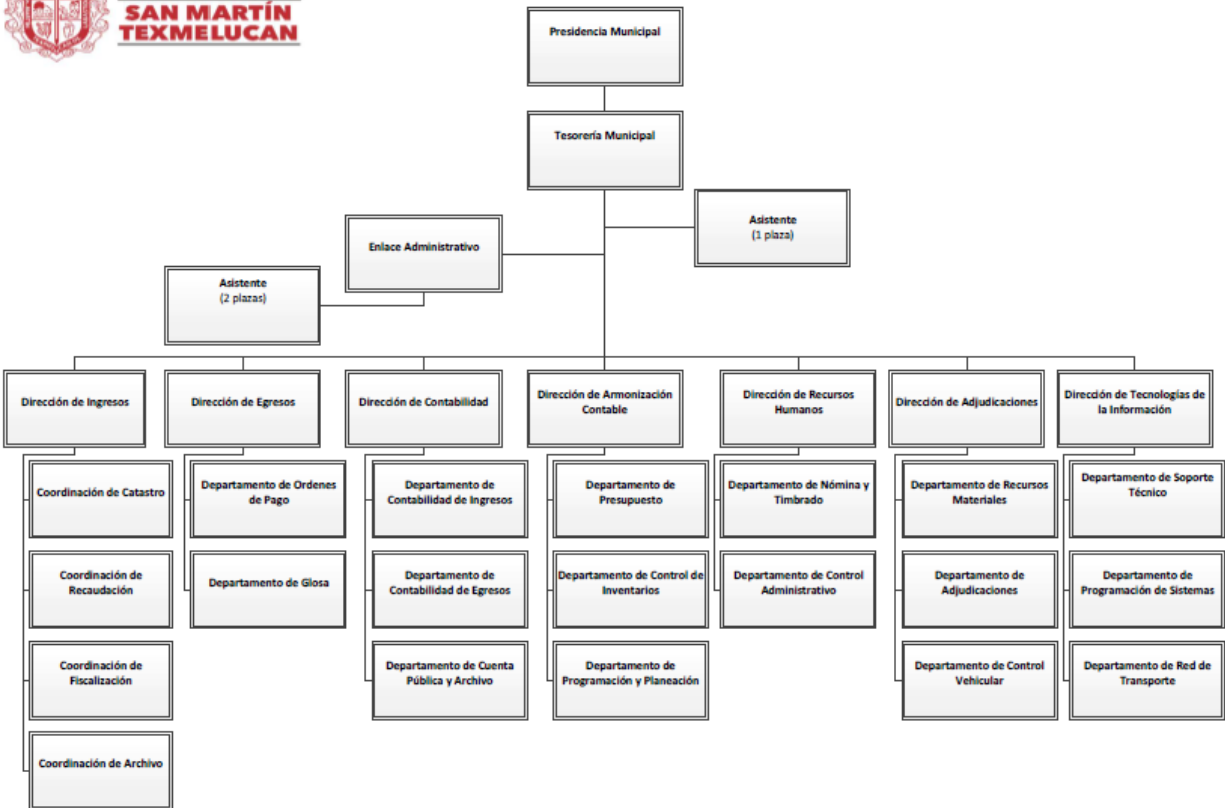 SAN MARTÍN
TEXMELUCAN
Presidencia Municipal
Tesorería Municipal
Asistente
(1 plaza)
Enlace Administrativo
Asistente
(2 plazas)
Dirección de Ingresos
Dirección de Egresos
Dirección de Contabilidad
Dirección de Armonización
Contable
Dirección de Recursos
Humanos
Dirección de Adjudicaciones
Dirección de Tecnologías de
la Información
Coordinación de Catastro
Coordinación de
Recaudación
Coordinación de
Fiscalización
Coordinación de Archivo
Departamento de Ordenes
de Pago
Departamento de Glosa
Departamento de
Contabilidad de Ingresos
Departamento de
Contabilidad de Egresos
Departamento de Cuenta
Pública y Archivo
Departamento de
Presupuesto
Departamento de Control de
Inventarios
Departamento de
Programación y Planeación
Departamento de Nómina y
Timbrado
Departamento de Control
Administrativo
Departamento de Recursos
Materiales
Departamento de
Adjudicaciones
Departamento de Control
Vehicular
Departamento de Soporte
Técnico
Departamento de
Programación de Sistemas
Departamento de Red de
Transporte